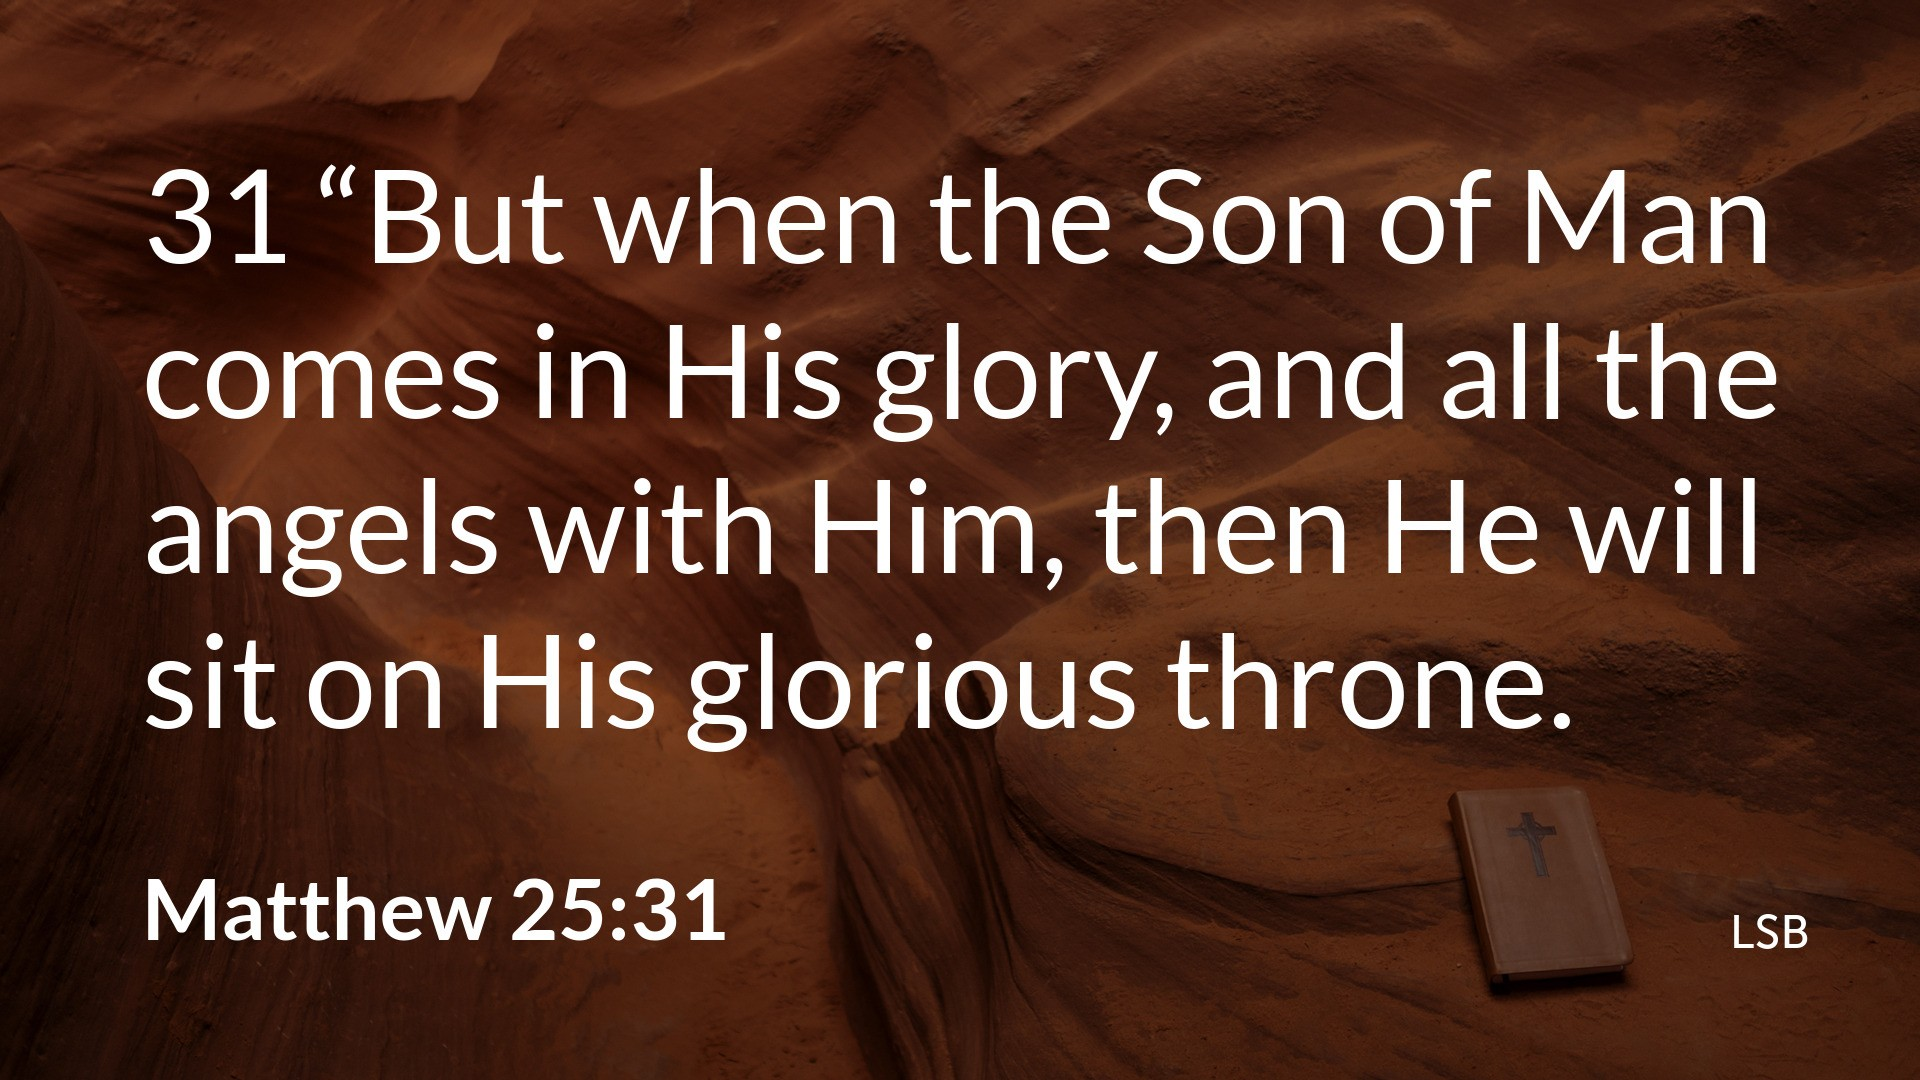 31 “But when the Son of Man
comes in His glory, and all the
angels with Him, then He will
sit on His glorious throne.
Matthew 25:31
LSB